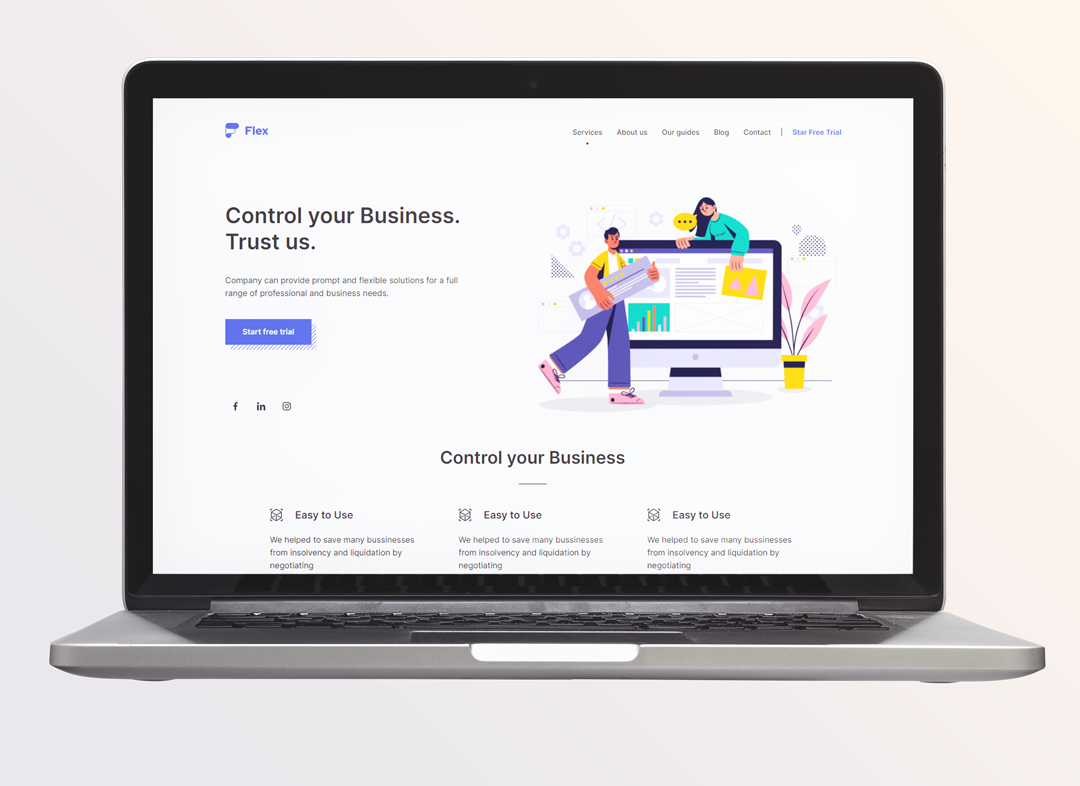 Flex
Services About us Our guides Blog Contact | Star Free Trial
Control your Business.
Trust us.
Company can provide prompt and flexible solutions for a full
range of professional and business needs.
Start free trial
f in
Control your Business
Easy to Use
We helped to save many bussinesses
from insolvency and liquidation by
negotiating
Easy to Use
We helped to save many bussinesses
from insolvency and liquidation by
negotiating
Easy to Use
We helped to save many bussinesses
from insolvency and liquidation by
negotiating